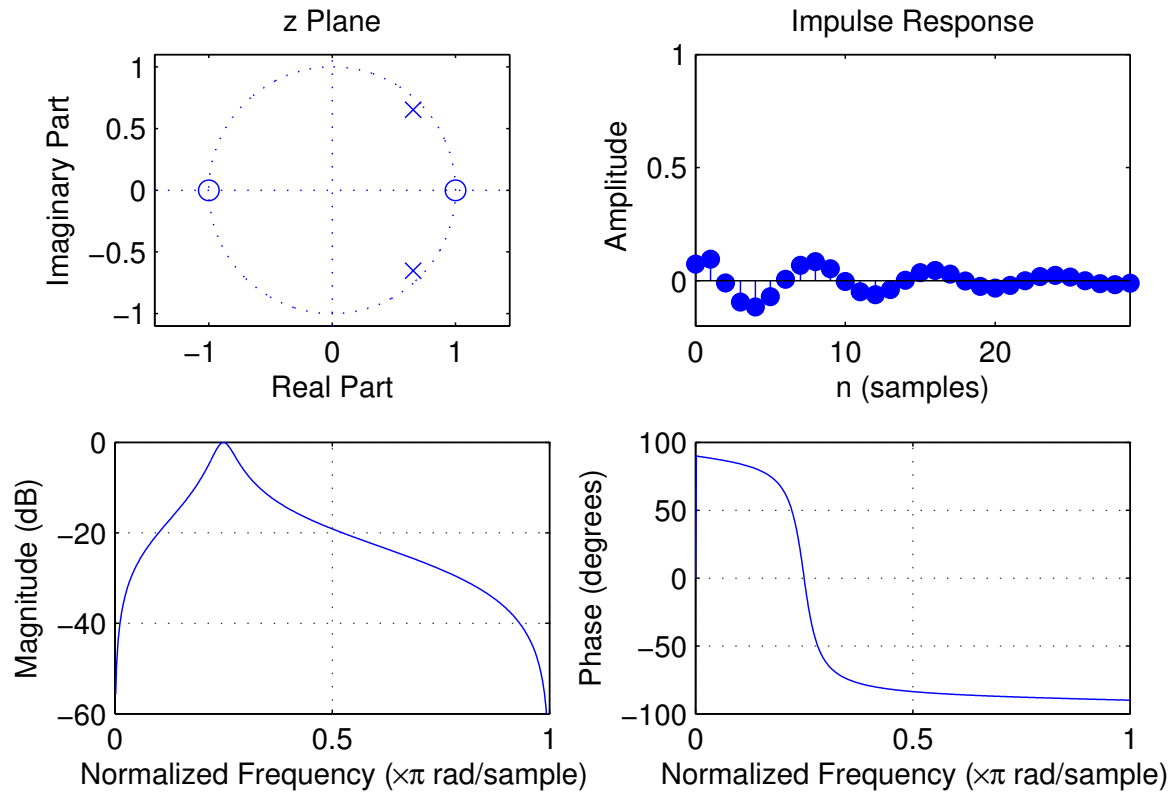 z Plane
Imaginary Part
1
0.5
0
−0.5
−1
−1 0 1
Real Part
Impulse Response
Amplitude
1
0.5
0
0 10 20
n (samples)
Magnitude (dB)
0
−20
−40
−60
0 0.5 1
Normalized Frequency (×π rad/sample)
Phase (degrees)
100
50
0
−50
−100
0 0.5 1
Normalized Frequency (×π rad/sample)